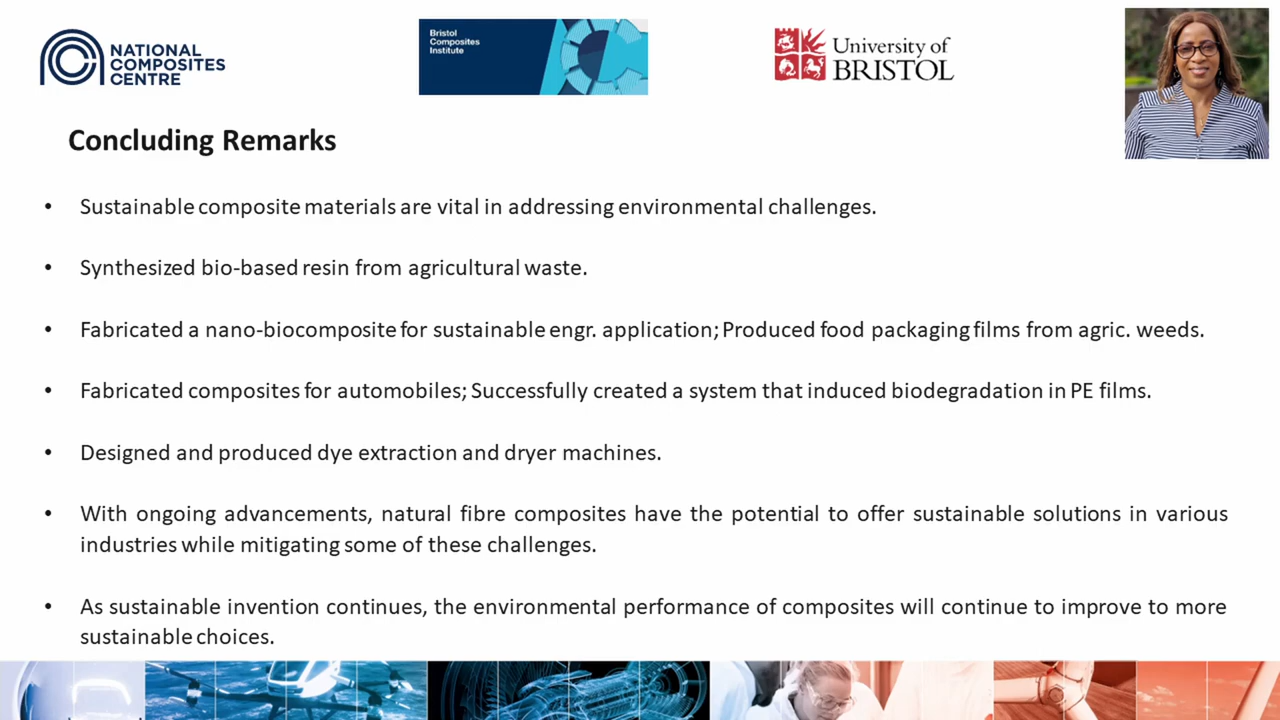 NATIONAL
COMPOSITES
CENTRE
Bristol
Composites
Institute
University of
BRISTOL
Concluding Remarks
• Sustainable composite materials are vital in addressing environmental challenges.
• Synthesized bio-based resin from agricultural waste.
• Fabricated a nano-biocomposite for sustainable engr. application; Produced food packaging films from agric. weeds.
• Fabricated composites for automobiles; Successfully created a system that induced biodegradation in PE films.
• Designed and produced dye extraction and dryer machines.
• With ongoing advancements, natural fibre composites have the potential to offer sustainable solutions in various
industries while mitigating some of these challenges.
• As sustainable invention continues, the environmental performance of composites will continue to improve to more
sustainable choices.